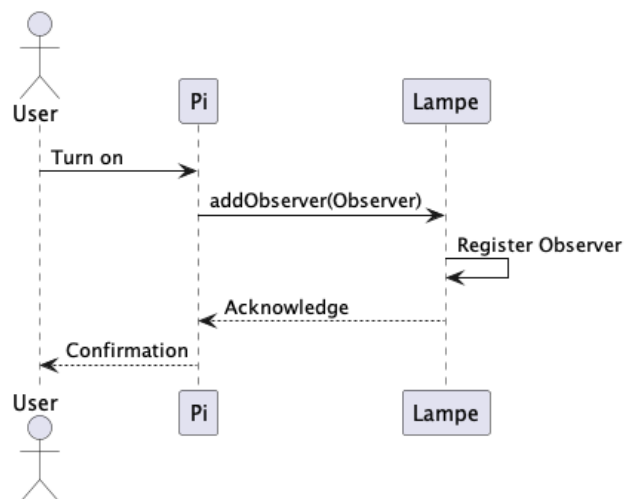 User
Pi
Lampe
Turn on
addObserver(Observer)
Register Observer
Acknowledge
Confirmation
User
Pi
Lampe